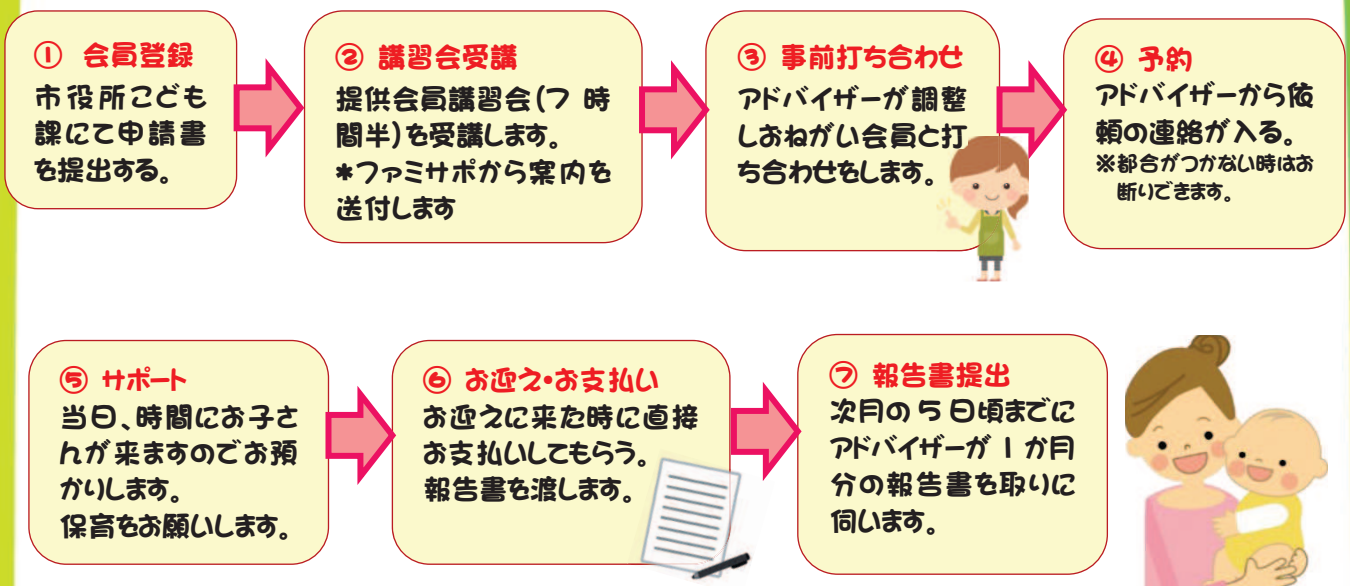 ① 会員登録
市役所こども
課にて申請書
を提出する。
② 講習会受講
提供会員講習会(7 時
間半)を受講します。
*ファミサポから案内を
送付します
③ 事前打ち合わせ
アドバイザーが調整
しおねがい会員と打
ち合わせをします。
④ 予約
アドバイザーから依
頼の連絡が入る。
※都合がつかない時はお
断りできます。
⑤ サポート
当日、時間にお子さ
んが来ますのでお預
かりします。
保育をお願いします。
⑥ お迎え・お支払い
お迎えに来た時に直接
お支払いしてもらう。
報告書を渡します。
⑦ 報告書提出
次月の5日頃までに
アドバイザーが1か月
分の報告書を取りに
伺います。